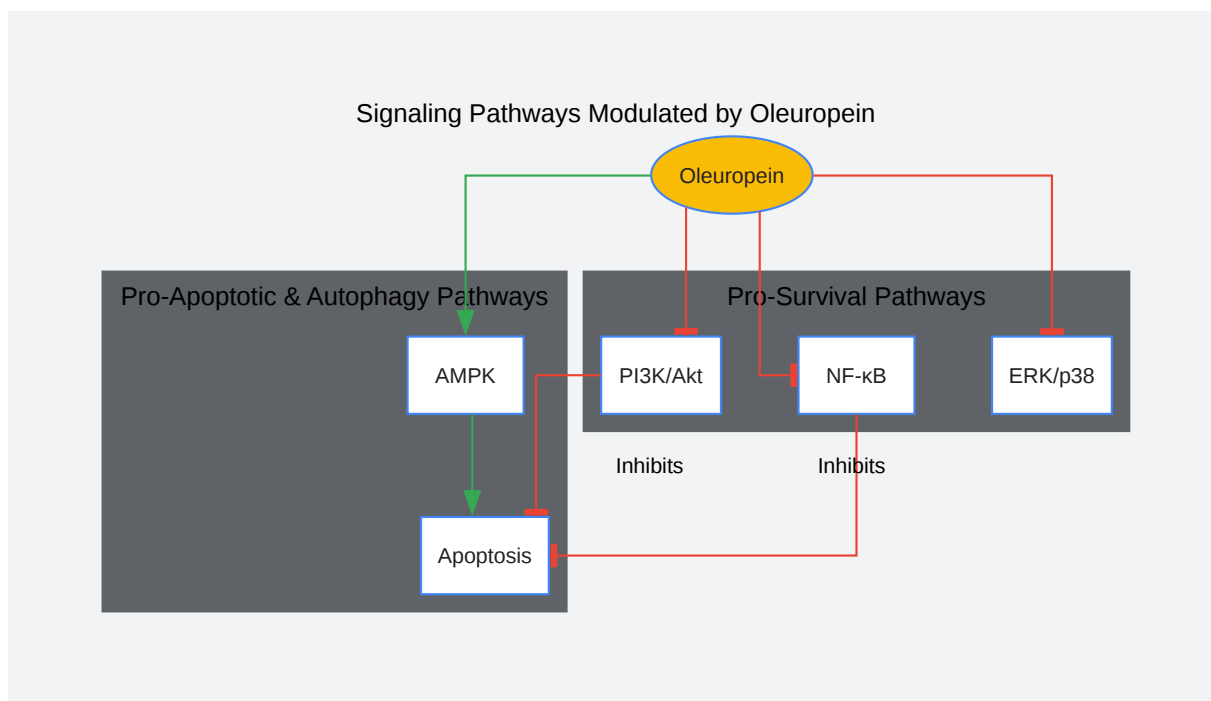 Signaling Pathways Modulated by Oleuropein
Oleuropein
Pro-Apoptotic & Autophagy Pathways
Pro-Survival Pathways
AMPK
PI3K/Akt
NF-κB
ERK/p38
Inhibits
Inhibits
Apoptosis